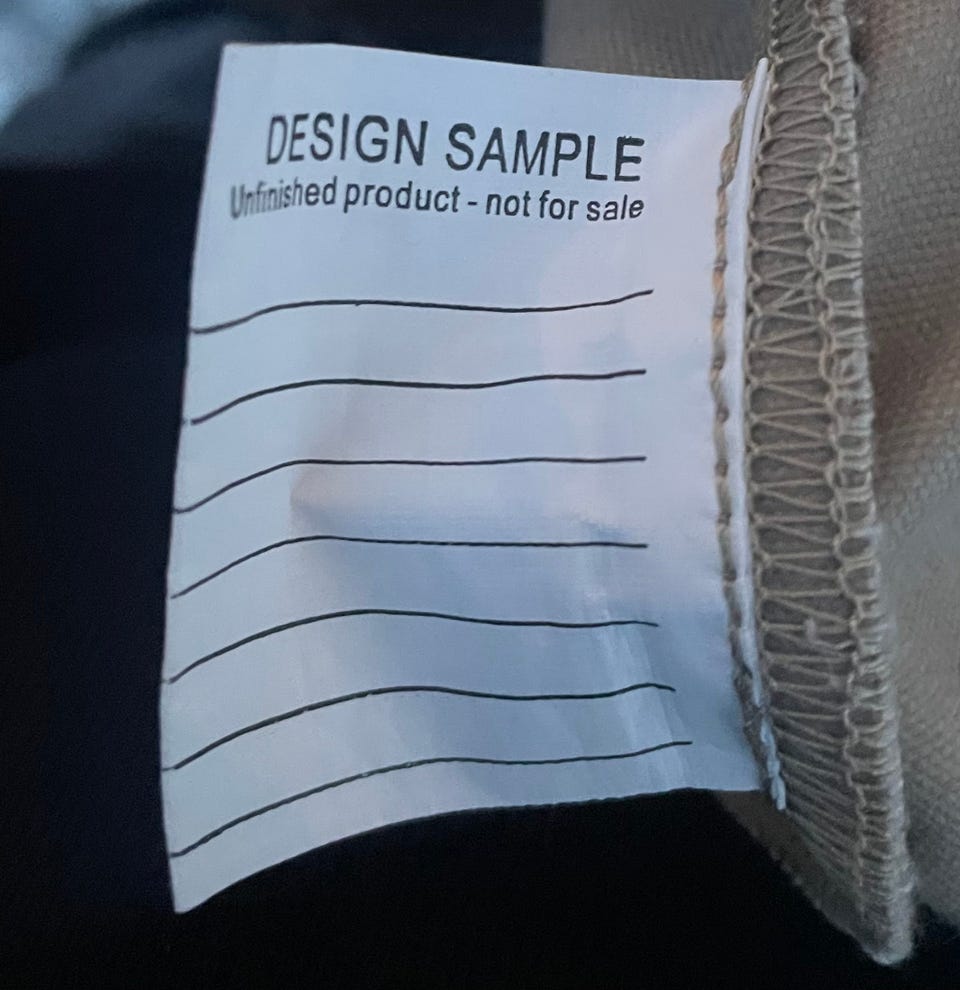 DESIGN SAMPLE
Unfinished product - not for sale